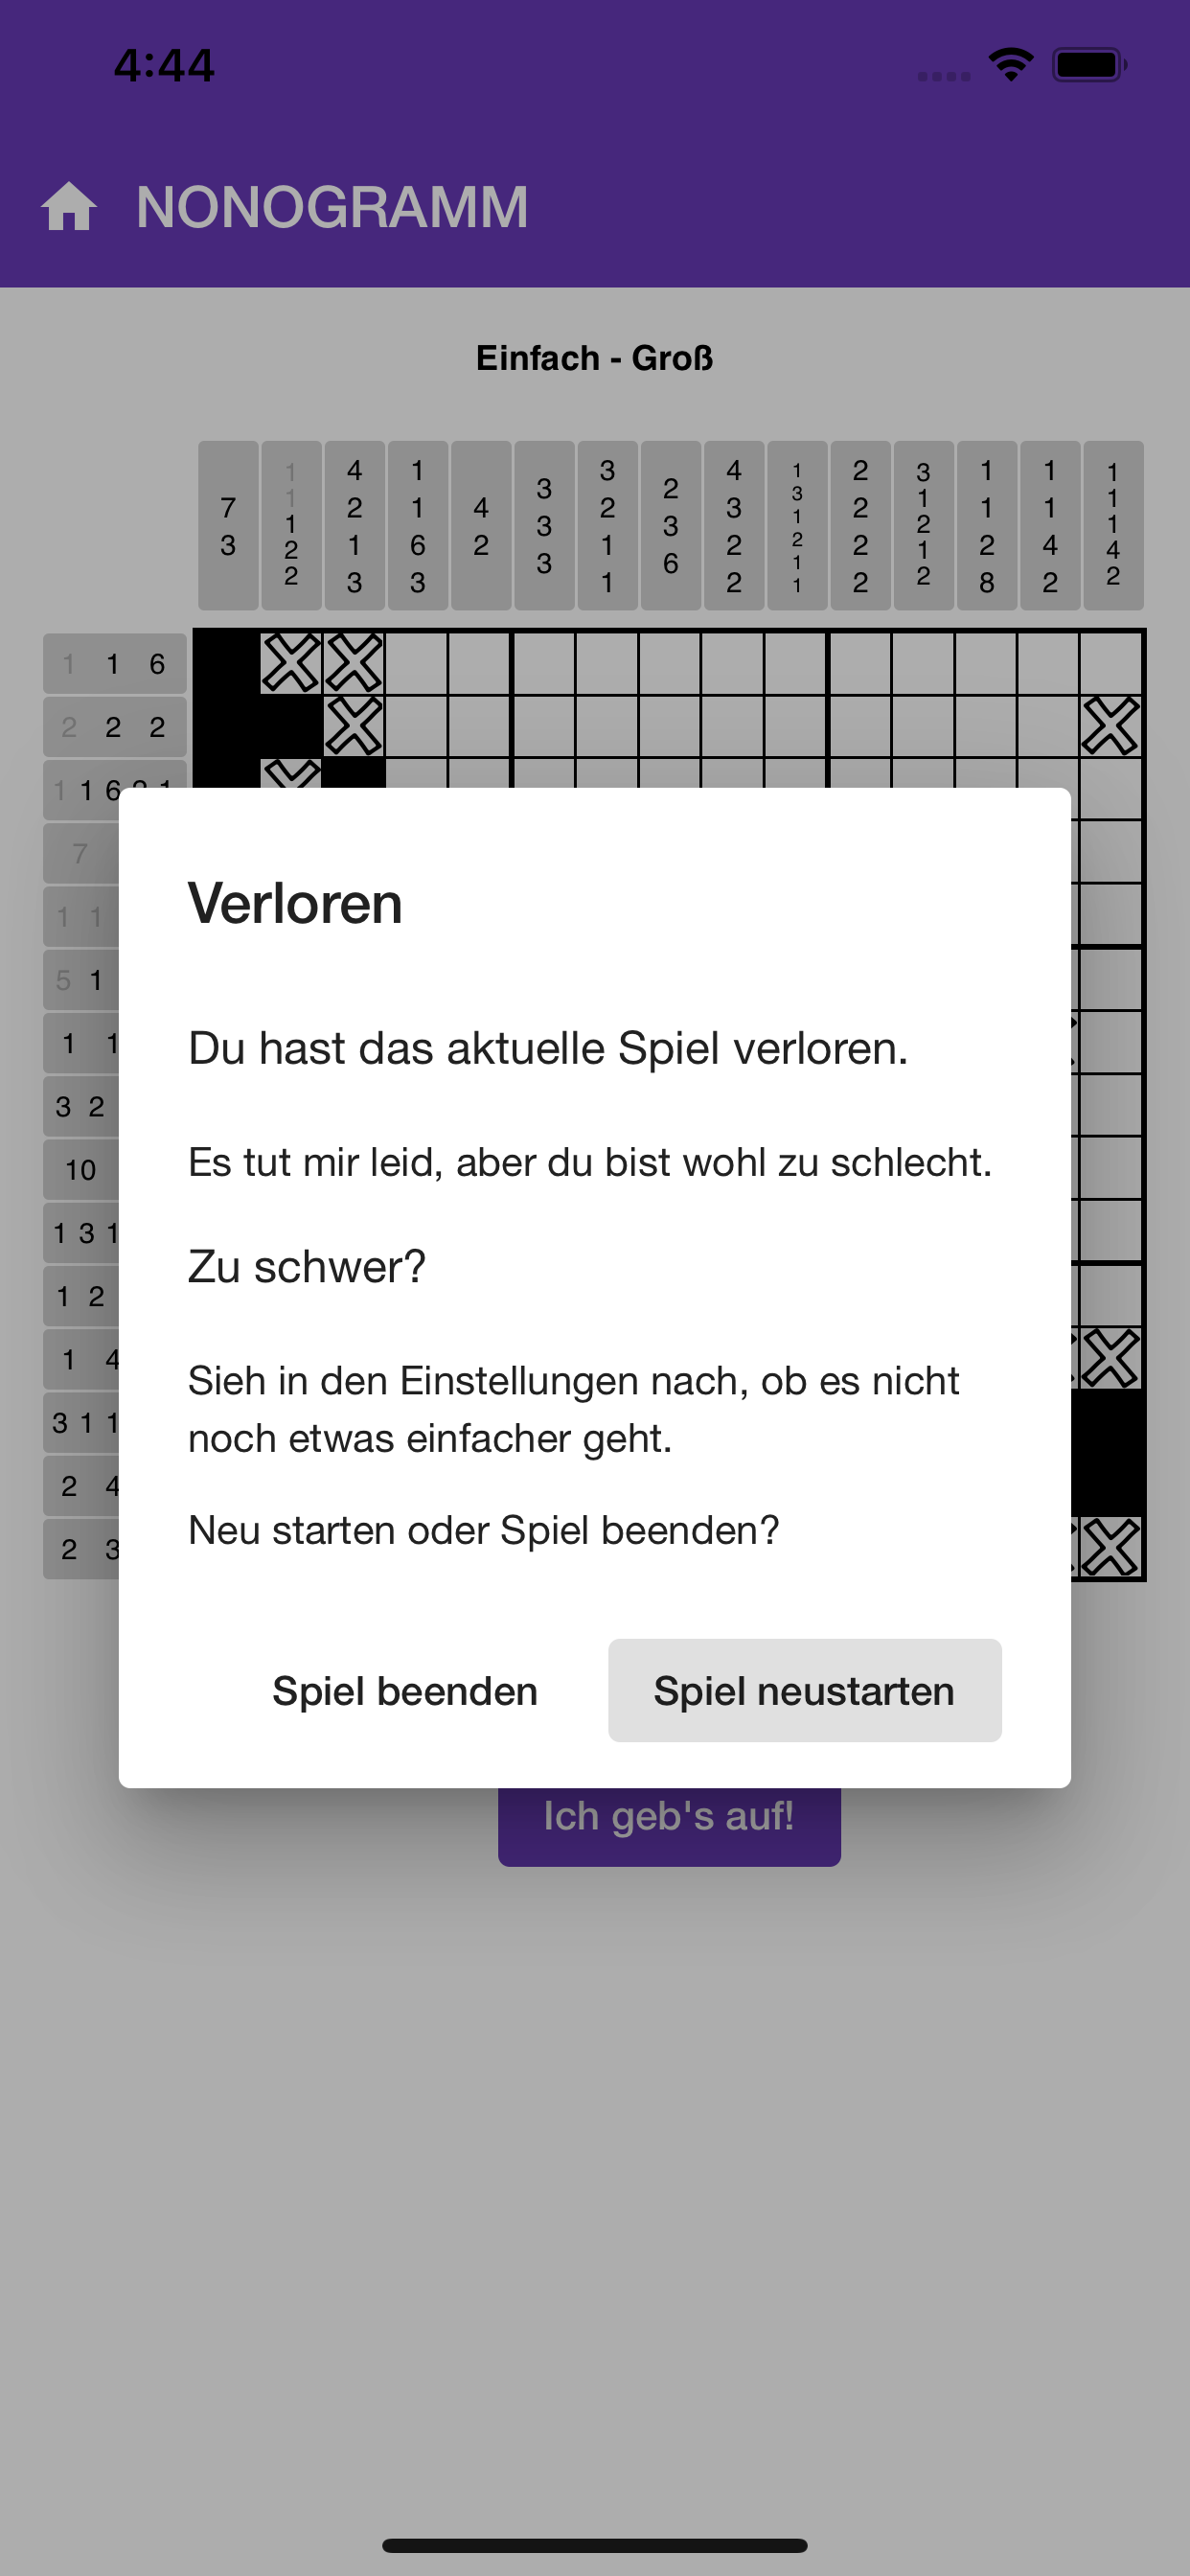 4:44
NONOGRAMM
Einfach - Groß
7 3
1 1 1 2 2
4 2 1 3
1 1 6 3
4 2
3 3 3
3 2 1 1
2 3 6
4 3 2 2
1 3 1 2 1 1
2 2 2 2
3 1 2 1 2
1 1 2 8
1 1 4 2
1 1 1 4 2
1 1 6
2 2 2
1 1 6
7
1 1
5 1
1 1
3 2
10
1 3 1
1 2
1 4
3 1 1
2 4
2 3
Verloren
Du hast das aktuelle Spiel verloren.
Es tut mir leid, aber du bist wohl zu schlecht.
Zu schwer?
Sieh in den Einstellungen nach, ob es nicht
noch etwas einfacher geht.
Neu starten oder Spiel beenden?
Spiel beenden
Spiel neustarten
Ich geb's auf!